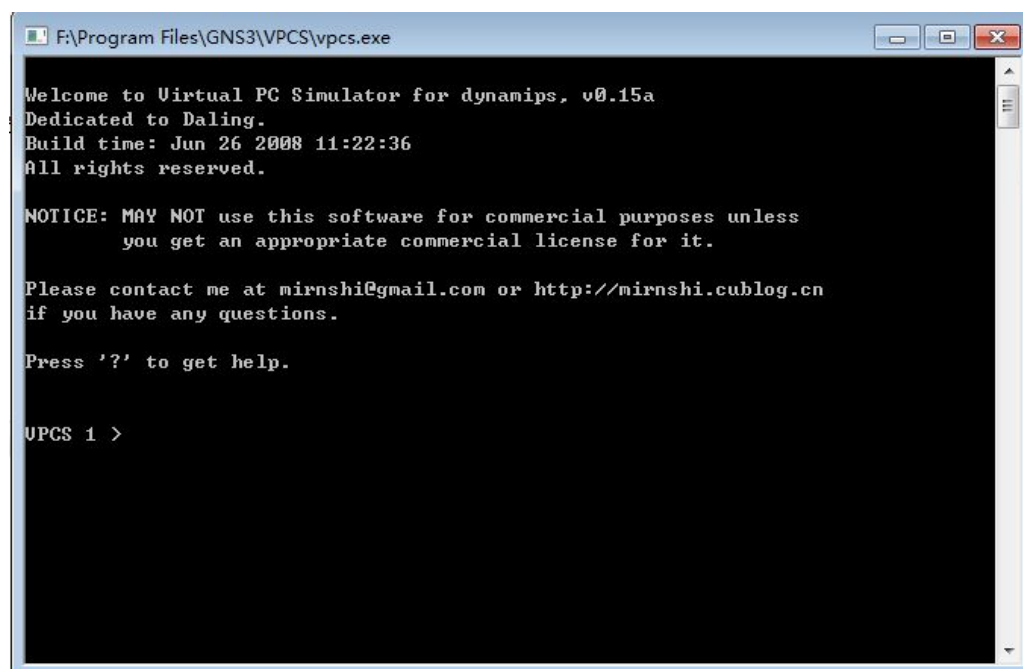 F:\Program Files\GNS3\VPCS\vpcs.exe
Welcome to Virtual PC Simulator for dynamips, v0.15a
Dedicated to Daling.
Build time: Jun 26 2008 11:22:36
All rights reserved.
NOTICE: MAY NOT use this software for commercial purposes unless
you get an appropriate commercial license for it.
Please contact me at mirnshi@gmail.com or http://mirnshi.cublog.cn
if you have any questions.
Press '?' to get help.
VPCS 1 >